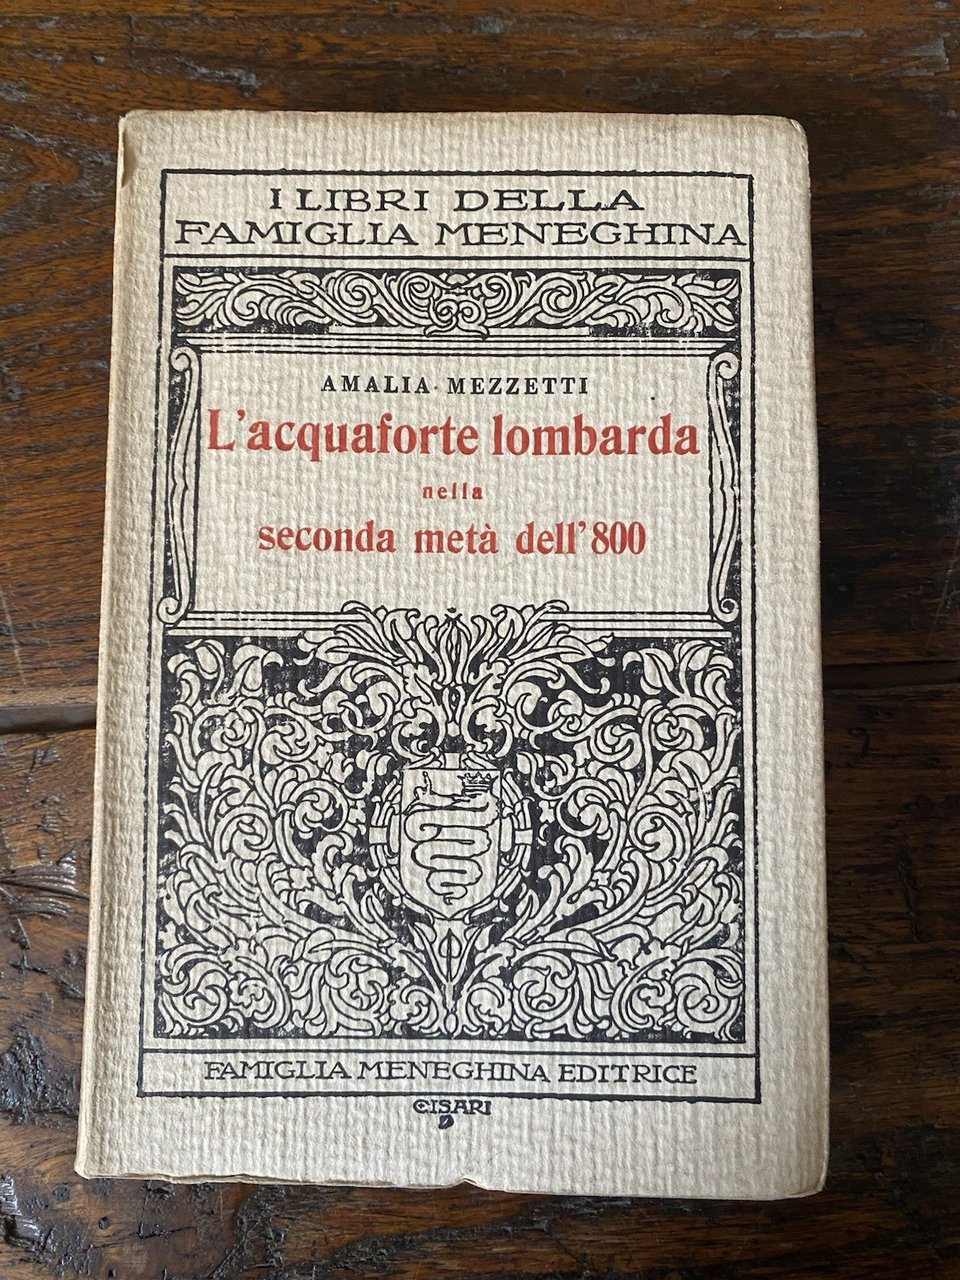 I LIBRI DELLA
FAMIGLIA MENEGHINA
AMALIA MEZZETTI
L'acquaforte lombarda
nella
seconda metà dell'800
FAMIGLIA MENEGHINA EDITRICE
CISARI